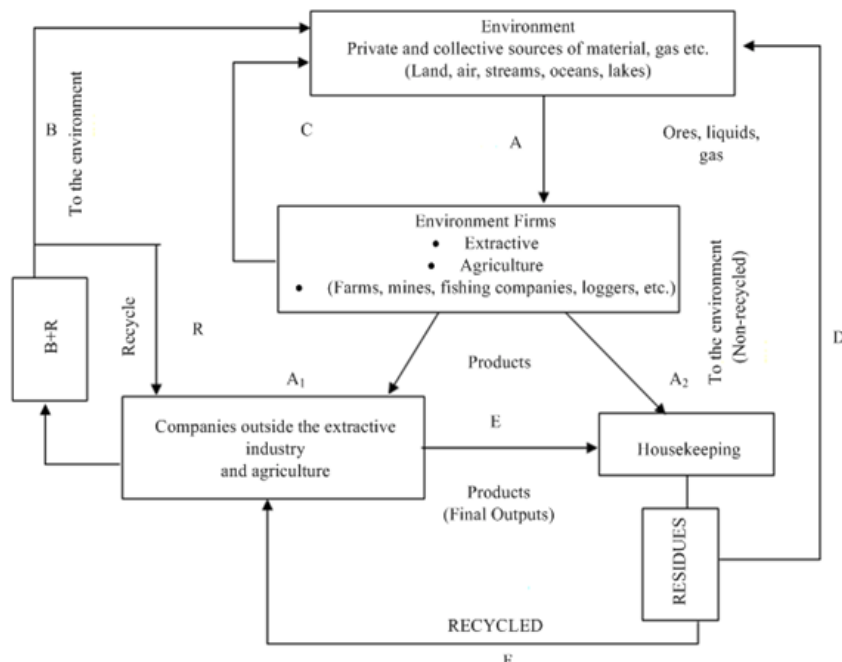 Environment
Private and collective sources of material, gas etc.
(Land, air, streams, oceans, lakes)
B
To the environment
C
A
Ores, liquids,
gas
Environment Firms
• Extractive
• Agriculture
• (Farms, mines, fishing companies, loggers, etc.)
To the environment
(Non-recycled)
D
B+R
Recycle
R
A1
Products
A2
Companies outside the extractive
industry
and agriculture
E
Housekeeping
Products
(Final Outputs)
RESIDUES
RECYCLED